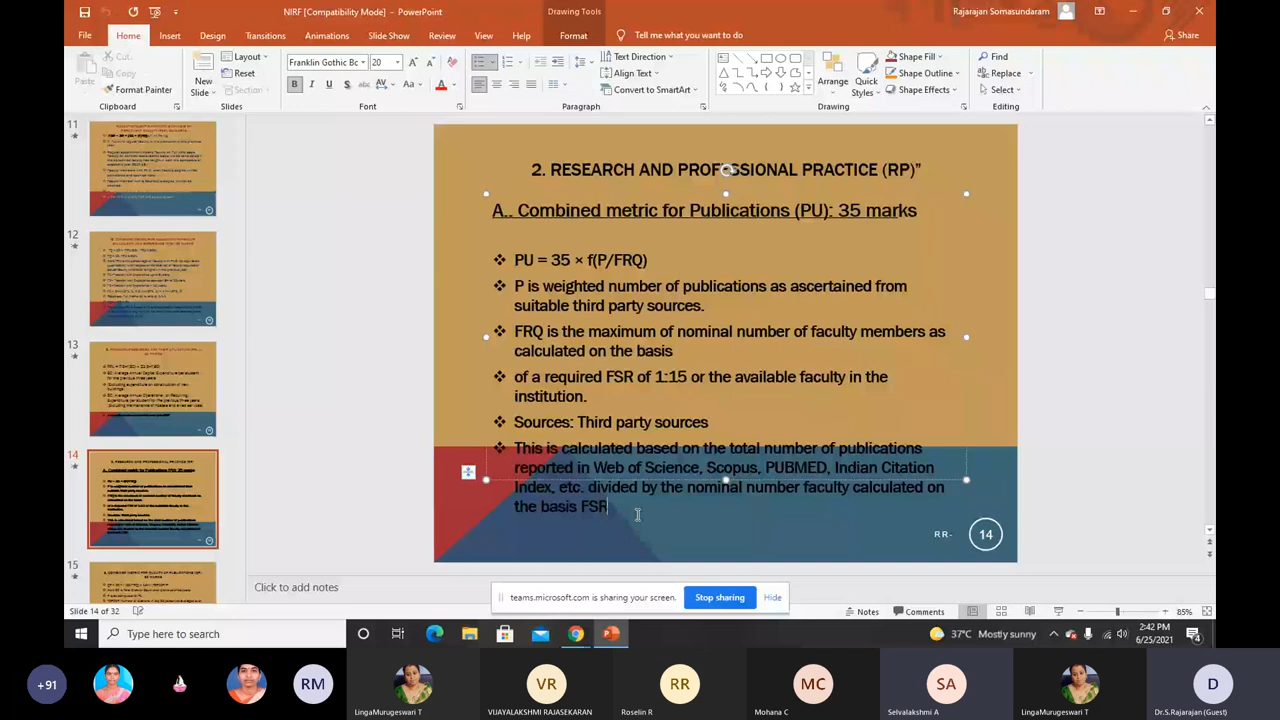 NIRF [Compatibility Mode] - PowerPoint
Drawing Tools
Rajarajan Somasundaram
File Home Insert Design Transitions Animations Slide Show Review View Help Format Tell me what you want to do Share
Cut
Copy
Format Painter
Paste
Clipboard
New Slide
Layout
Reset
Section
Slides
Franklin Gothic Bc 20
Font
Paragraph
Text Direction
Align Text
Convert to SmartArt
Arrange
Quick Styles
Shape Fill
Shape Outline
Shape Effects
Drawing
Find
Replace
Select
Editing
11
12
13
14
15
2. RESEARCH AND PROFESSIONAL PRACTICE (RP)”
A.. Combined metric for Publications (PU): 35 marks
❖ PU = 35 × f(P/FRQ)
❖ P is weighted number of publications as ascertained from
suitable third party sources.
❖ FRQ is the maximum of nominal number of faculty members as
calculated on the basis
❖ of a required FSR of 1:15 or the available faculty in the
institution.
❖ Sources: Third party sources
❖ This is calculated based on the total number of publications
reported in Web of Science, Scopus, PUBMED, Indian Citation
Index, etc. divided by the nominal number faculty calculated on
the basis FSR
RR-
14
Click to add notes
teams.microsoft.com is sharing your screen. Stop sharing Hide
Slide 14 of 32
Notes Comments 85%
Type here to search
37°C Mostly sunny
2:42 PM
6/25/2021
4
+91
RM
LingaMurugeswari T
VR
VIJAYALAKSHMI RAJASEKARAN
RR
Roselin R
MC
Mohana C
SA
Selvalakshmi A
LingaMurugeswari T
D
Dr.S.Rajarajan (Guest)